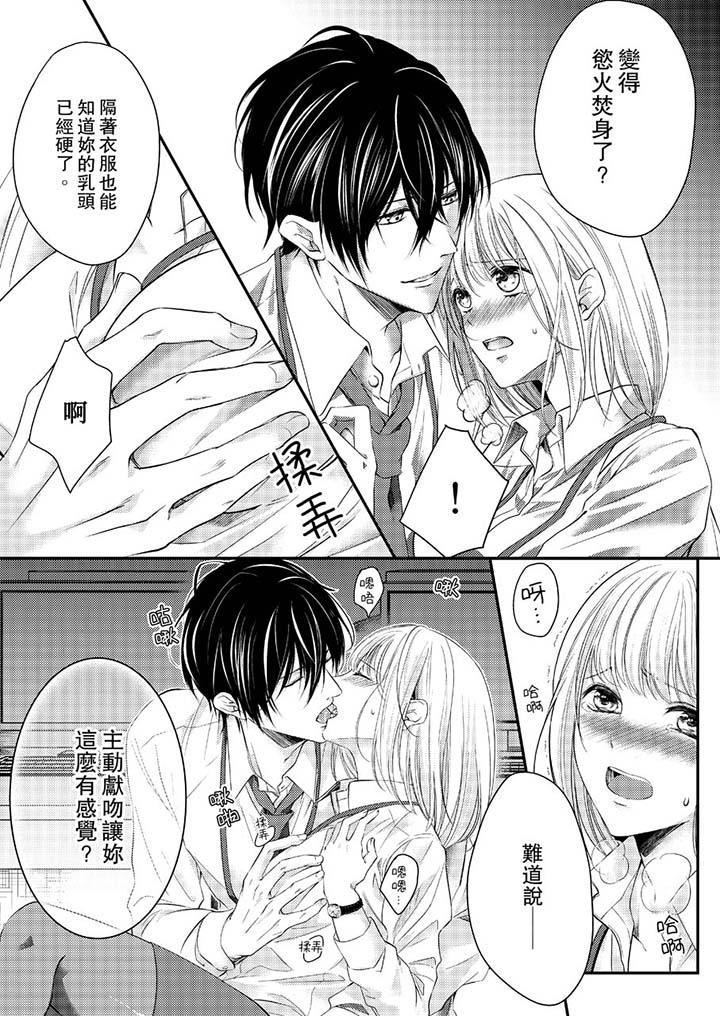 變得
慾火焚身了？
！
隔著衣服也能
知道妳的乳頭
已經硬了。
啊
揉弄
呀…
哈啊
哈啊
難道說——
啾
嗯唔
咕啾
啾啪
揉弄
嗯嗯…
揉弄
主動獻吻讓妳
這麼有感覺？